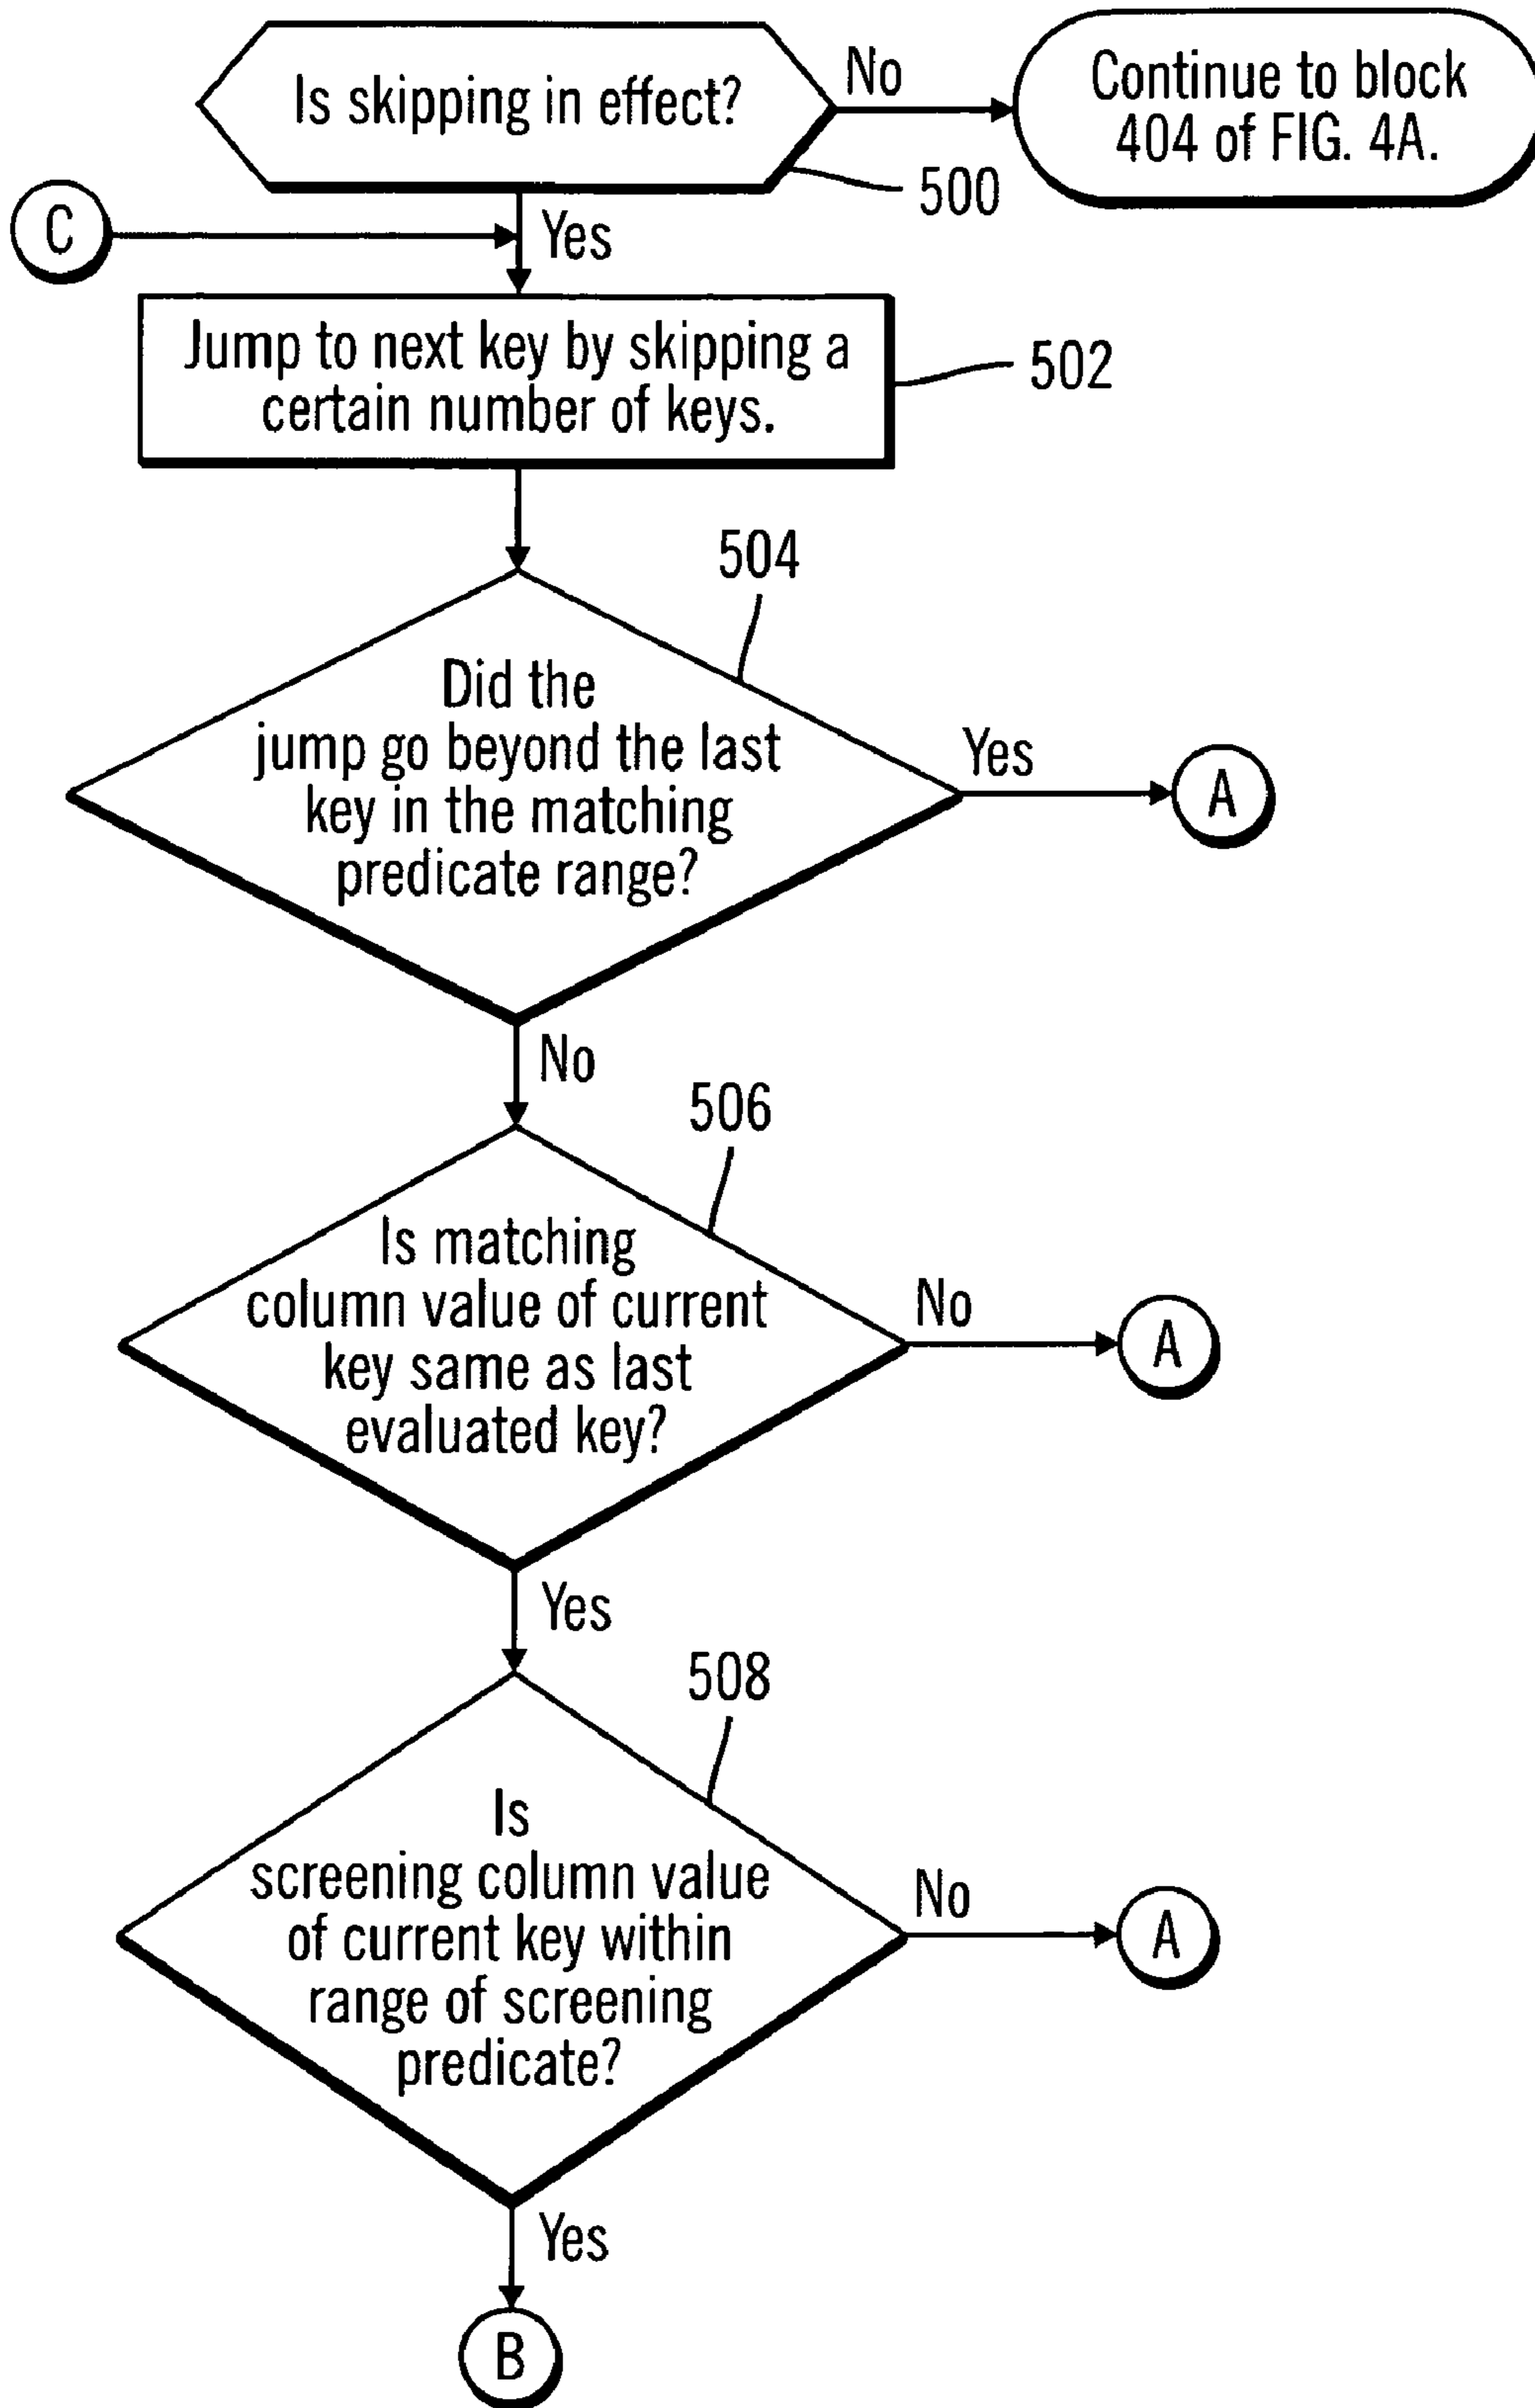 Is skipping in effect?
No
Continue to block
404 of FIG. 4A.
500
C
Yes
Jump to next key by skipping a
certain number of keys.
502
504
Did the
jump go beyond the last
key in the matching
predicate range?
Yes
A
No
506
Is matching
column value of current
key same as last
evaluated key?
No
A
Yes
508
Is
screening column value
of current key within
range of screening
predicate?
No
A
Yes
B